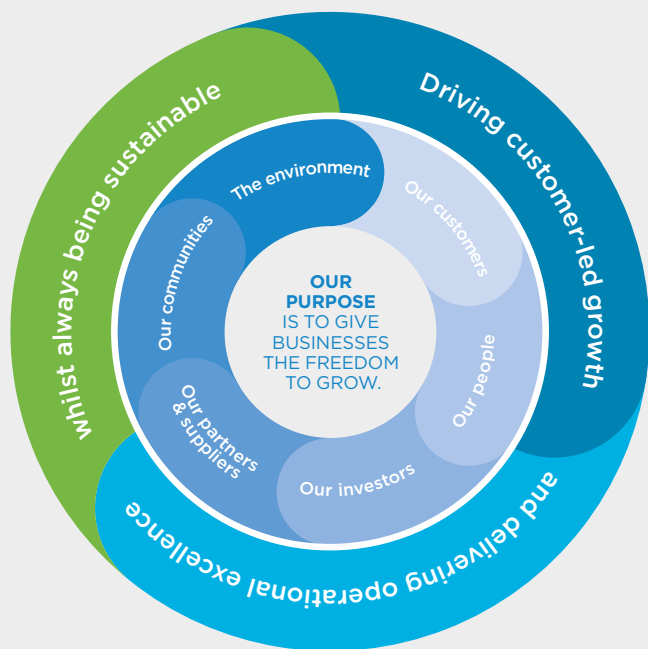 Driving customer-led growth
and delivering operational excellence
whilst always being sustainable
Our customers
Our people
Our investors
Our partners
& suppliers
Our communities
The environment
OUR
PURPOSE
IS TO GIVE
BUSINESSES
THE FREEDOM
TO GROW.